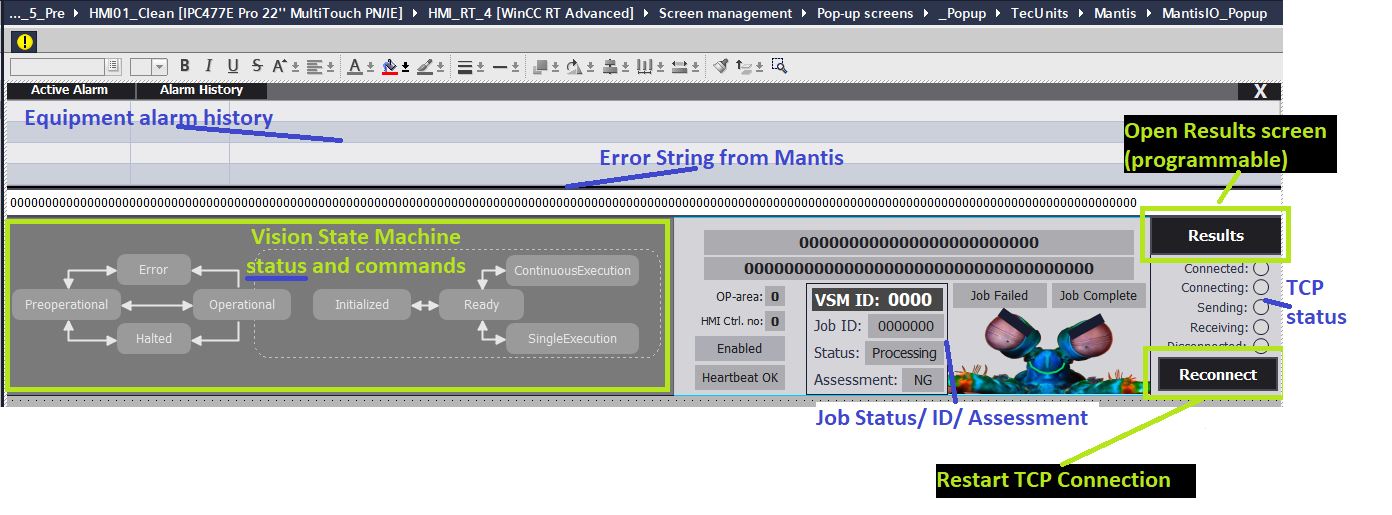 ..._5_Pre ▸ HMI01_Clean [IPC477E Pro 22'' MultiTouch PN/IE] ▸ HMI_RT_4 [WinCC RT Advanced] ▸ Screen management ▸ Pop-up screens ▸ _Popup ▸ TecUnits ▸ Mantis ▸ MantisIO_Popup
B I U S A A
Active Alarm Alarm History X
Equipment alarm history
Open Results screen
(programmable)
Error String from Mantis
Vision State Machine
status and commands
Error
Preoperational
Operational
Halted
Initialized
Ready
ContinuousExecution
SingleExecution
OP-area: 0
HMI Ctrl. no: 0
Enabled
Heartbeat OK
VSM ID: 0000
Job ID: 0000000
Status: Processing
Assessment: NG
Job Failed Job Complete
Results
Connected:
Connecting:
Sending:
Receiving:
Disconnected:
TCP
status
Reconnect
Job Status/ ID/ Assessment
Restart TCP Connection